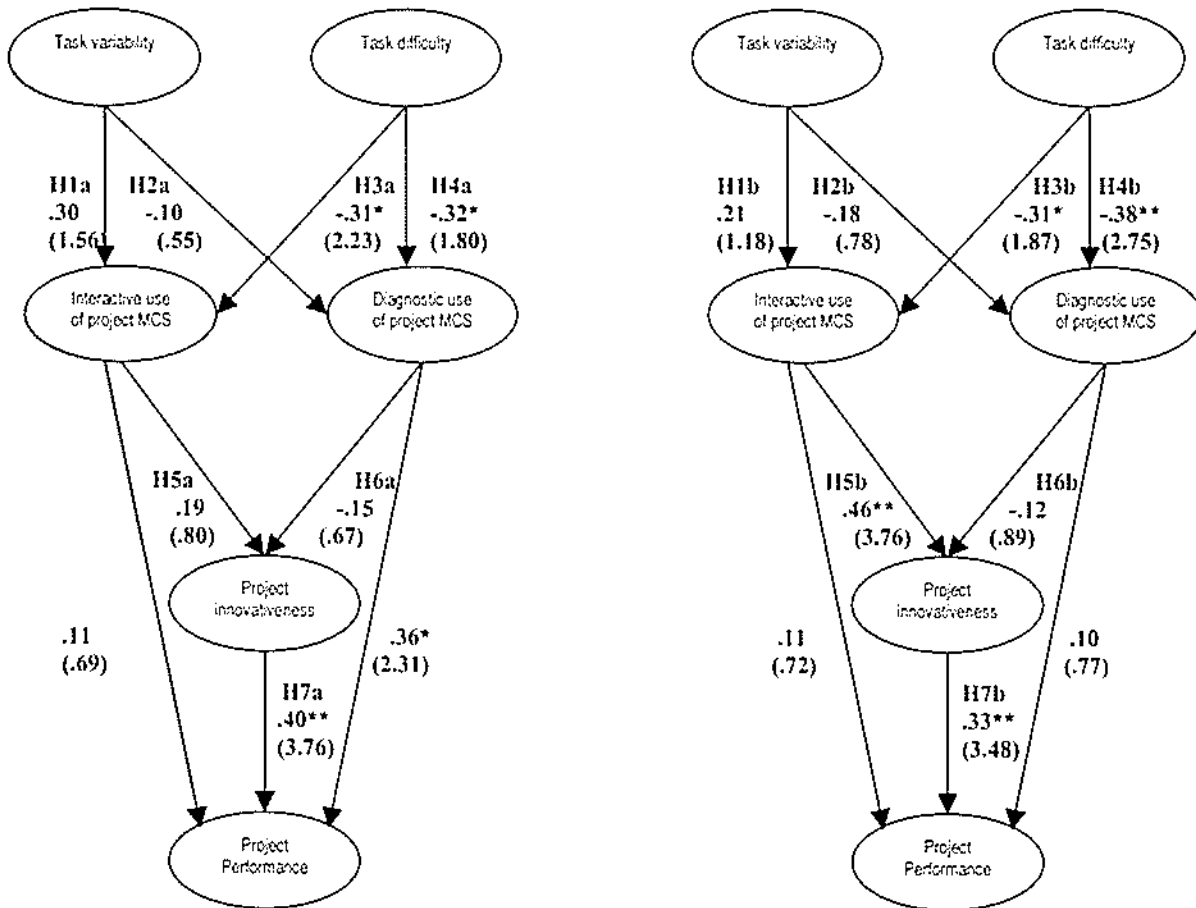 Task variability
Task difficulty
H1a
.30
(1.56)
H2a
-.10
(.55)
H3a
-.31*
(2.23)
H4a
-.32*
(1.80)
Interactive use
of project MCS
Diagnostic use
of project MCS
H5a
.19
(.80)
H6a
-.15
(.67)
Project
innovativeness
.11
(.69)
H7a
.40**
(3.76)
.36*
(2.31)
Project
Performance
Task variability
Task difficulty
H1b
.21
(1.18)
H2b
-.18
(.78)
H3b
-.31*
(1.87)
H4b
-.38**
(2.75)
Interactive use
of project MCS
Diagnostic use
of project MCS
H5b
.46**
(3.76)
H6b
-.12
(.89)
Project
innovativeness
.11
(.72)
H7b
.33**
(3.48)
.10
(.77)
Project
Performance